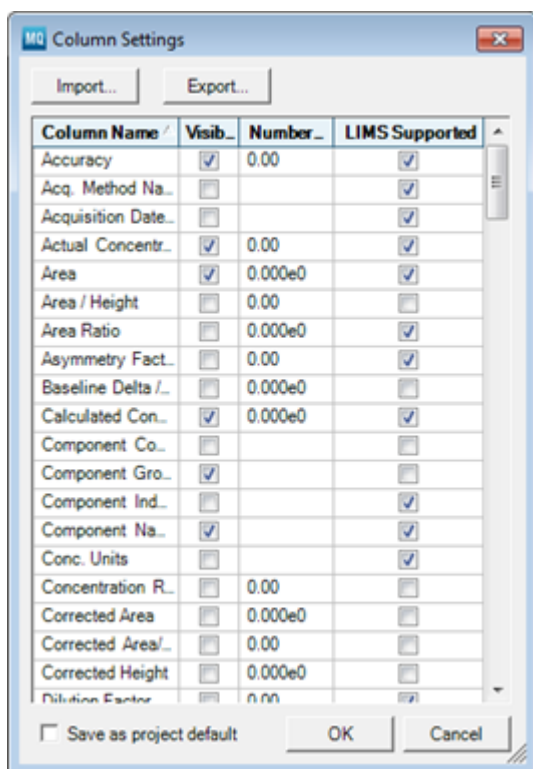 MQ Column Settings
Import... Export...
Column Name Visib... Number... LIMS Supported
Accuracy 0.00
Acq. Method Na...
Acquisition Date...
Actual Concentr... 0.00
Area 0.000e0
Area / Height 0.00
Area Ratio 0.000e0
Asymmetry Fact... 0.00
Baseline Delta /... 0.000e0
Calculated Con... 0.000e0
Component Co...
Component Gro...
Component Ind...
Component Na...
Conc. Units
Concentration R... 0.00
Corrected Area 0.000e0
Corrected Area/... 0.00
Corrected Height 0.000e0
Dilution Factor 0.00
Save as project default OK Cancel